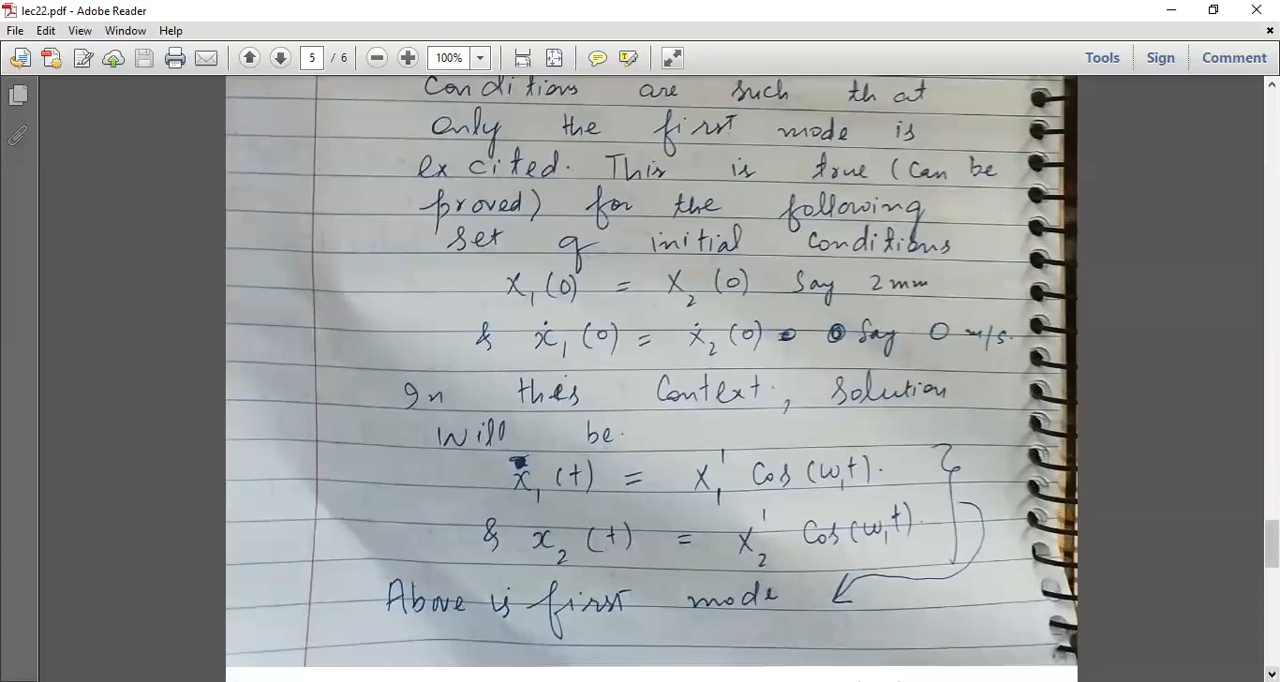 lec22.pdf - Adobe Reader
File Edit View Window Help
5 / 6 100% Tools Sign Comment
Conditions are such that
only the first mode is
excited. This is true (can be
proved) for the following
set of initial conditions
x₁(0) = x₂(0) say 2mm
& ẋ₁(0) = ẋ₂(0) say 0 m/s.
In this context, solution
will be.
x₁(t) = X₁¹ cos(ω₁t).
& x₂(t) = X₂¹ cos(ω₁t).
Above is first mode